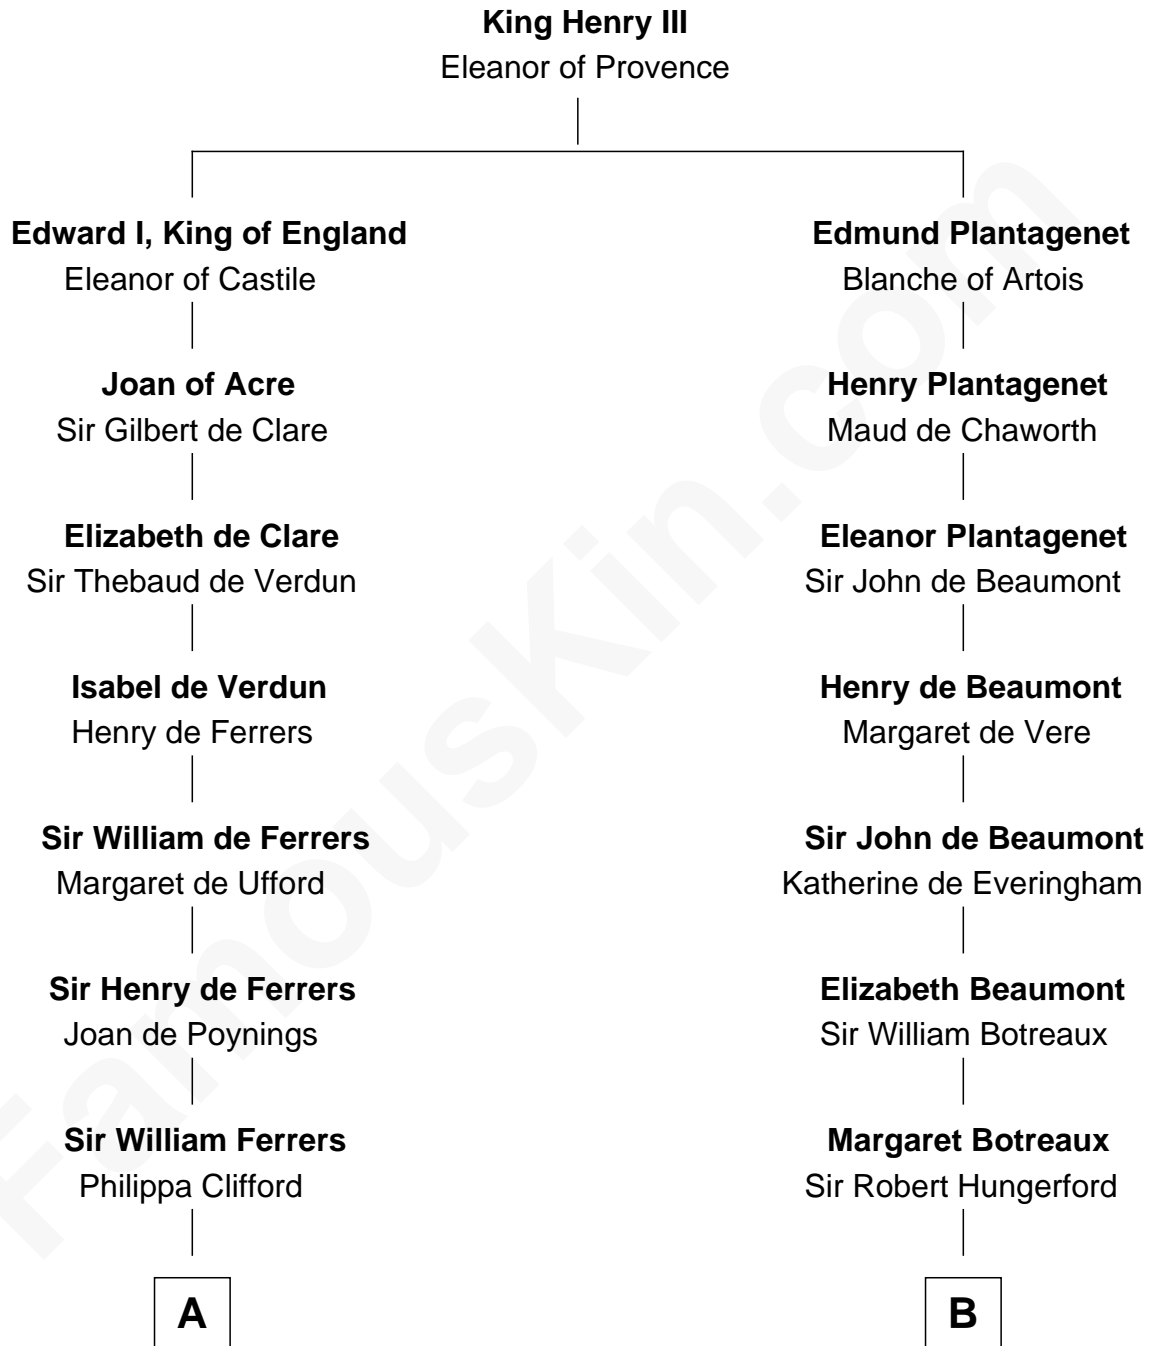 King Henry III
Eleanor of Provence
Edward I, King of England
Eleanor of Castile
Edmund Plantagenet
Blanche of Artois
Joan of Acre
Sir Gilbert de Clare
Henry Plantagenet
Maud de Chaworth
Elizabeth de Clare
Sir Thebaud de Verdun
Eleanor Plantagenet
Sir John de Beaumont
Isabel de Verdun
Henry de Ferrers
Henry de Beaumont
Margaret de Vere
Sir William de Ferrers
Margaret de Ufford
Sir John de Beaumont
Katherine de Everingham
Sir Henry de Ferrers
Joan de Poynings
Elizabeth Beaumont
Sir William Botreaux
Sir William Ferrers
Philippa Clifford
Margaret Botreaux
Sir Robert Hungerford
A
B
FamousKin.com